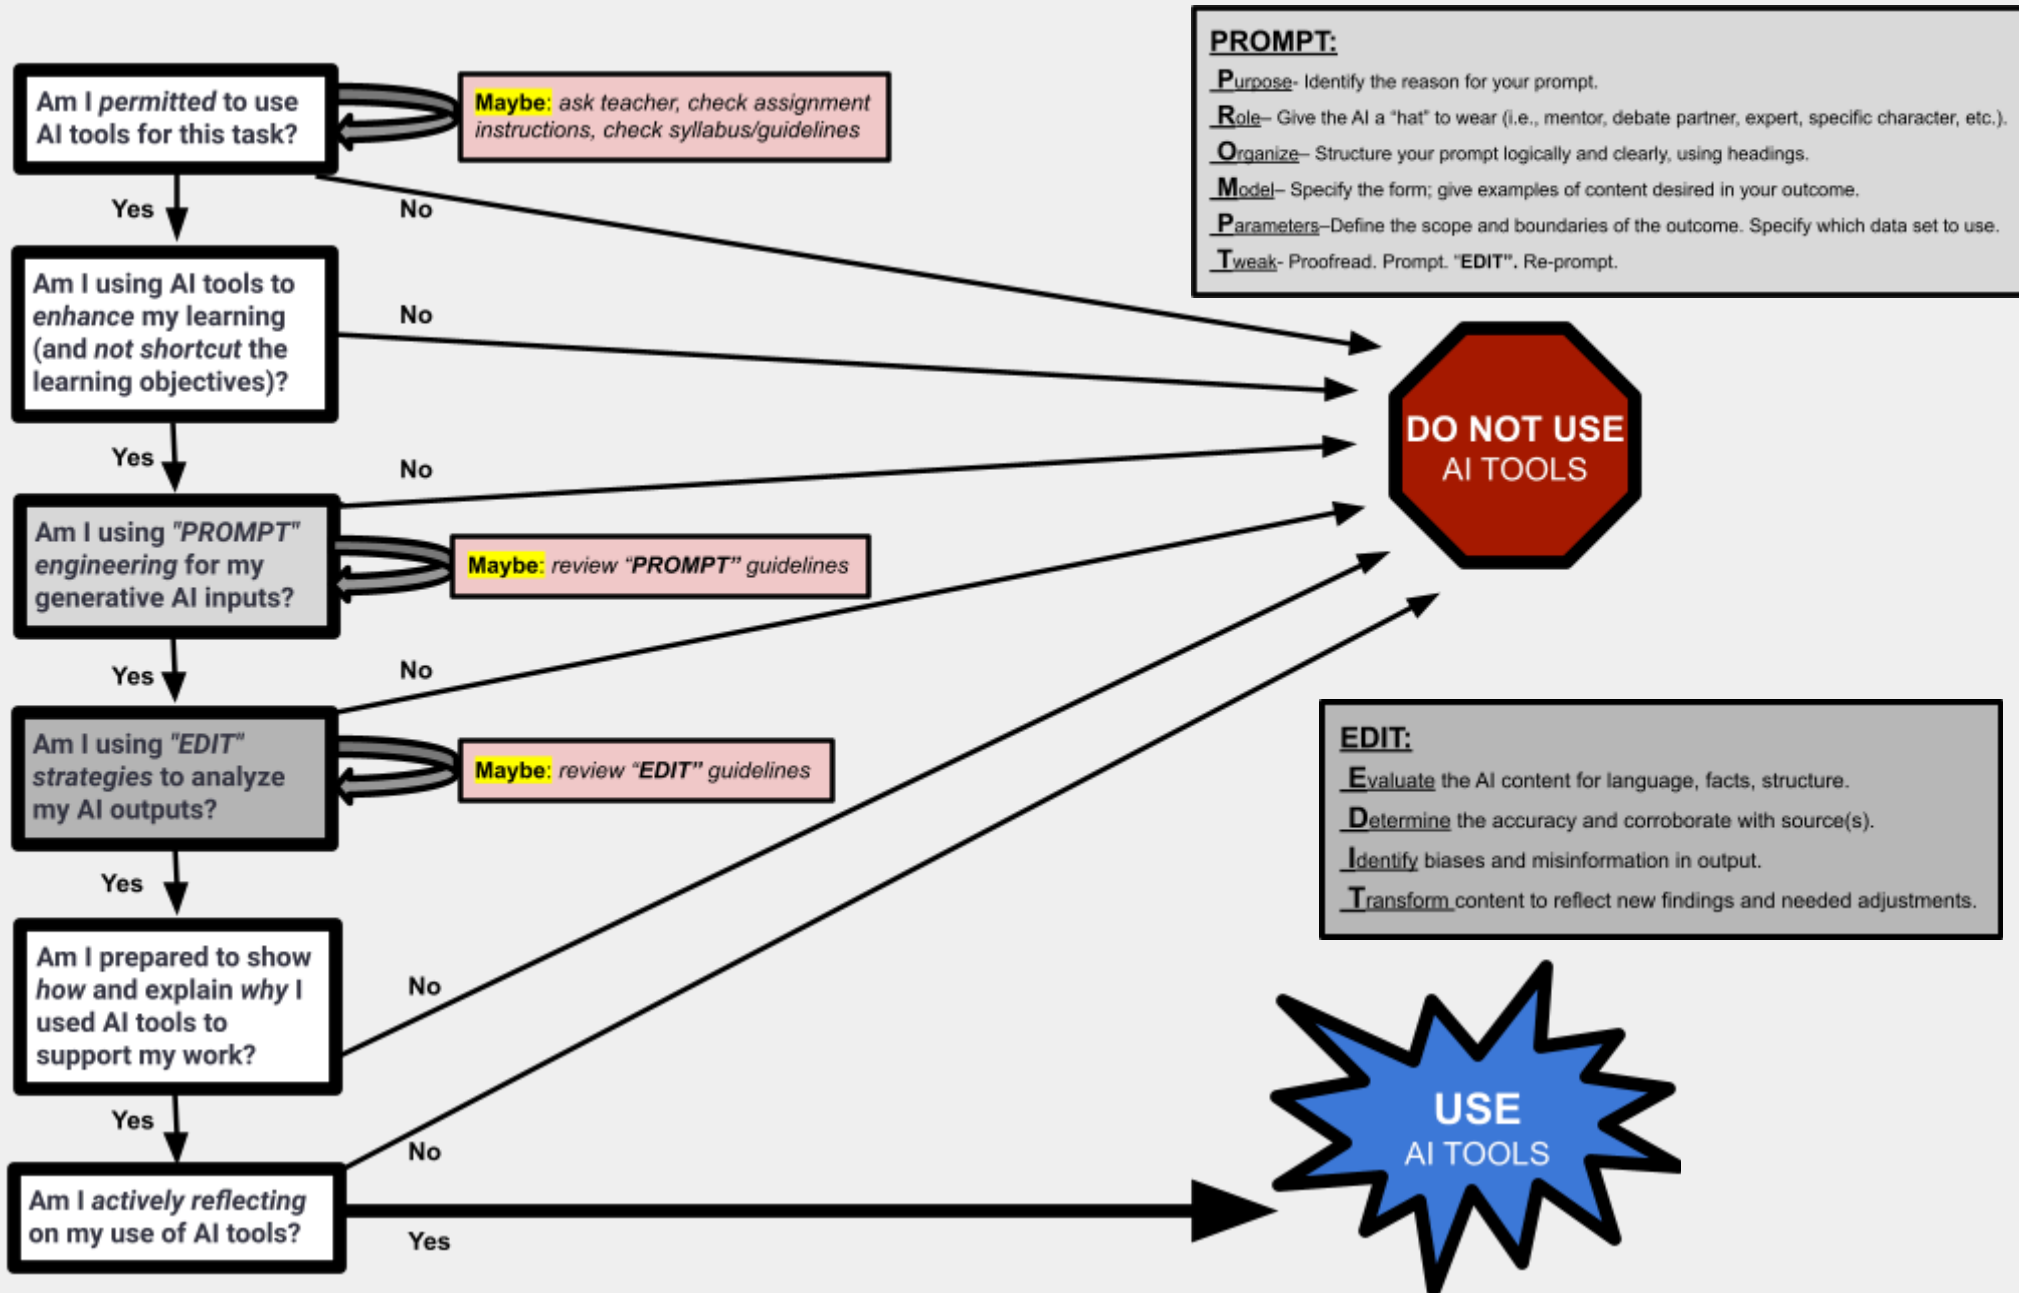 Am I permitted to use
AI tools for this task?
Maybe: ask teacher, check assignment
instructions, check syllabus/guidelines
Yes
No
Am I using AI tools to
enhance my learning
(and not shortcut the
learning objectives)?
No
Yes
Am I using "PROMPT"
engineering for my
generative AI inputs?
No
Maybe: review “PROMPT” guidelines
Yes
Am I using "EDIT"
strategies to analyze
my AI outputs?
No
Maybe: review “EDIT” guidelines
Yes
Am I prepared to show
how and explain why I
used AI tools to
support my work?
No
Yes
Am I actively reflecting
on my use of AI tools?
No
Yes
PROMPT:
Purpose- Identify the reason for your prompt.
Role– Give the AI a “hat” to wear (i.e., mentor, debate partner, expert, specific character, etc.).
Organize– Structure your prompt logically and clearly, using headings.
Model– Specify the form; give examples of content desired in your outcome.
Parameters–Define the scope and boundaries of the outcome. Specify which data set to use.
Tweak- Proofread. Prompt. "EDIT". Re-prompt.
DO NOT USE
AI TOOLS
EDIT:
Evaluate the AI content for language, facts, structure.
Determine the accuracy and corroborate with source(s).
Identify biases and misinformation in output.
Transform content to reflect new findings and needed adjustments.
USE
AI TOOLS